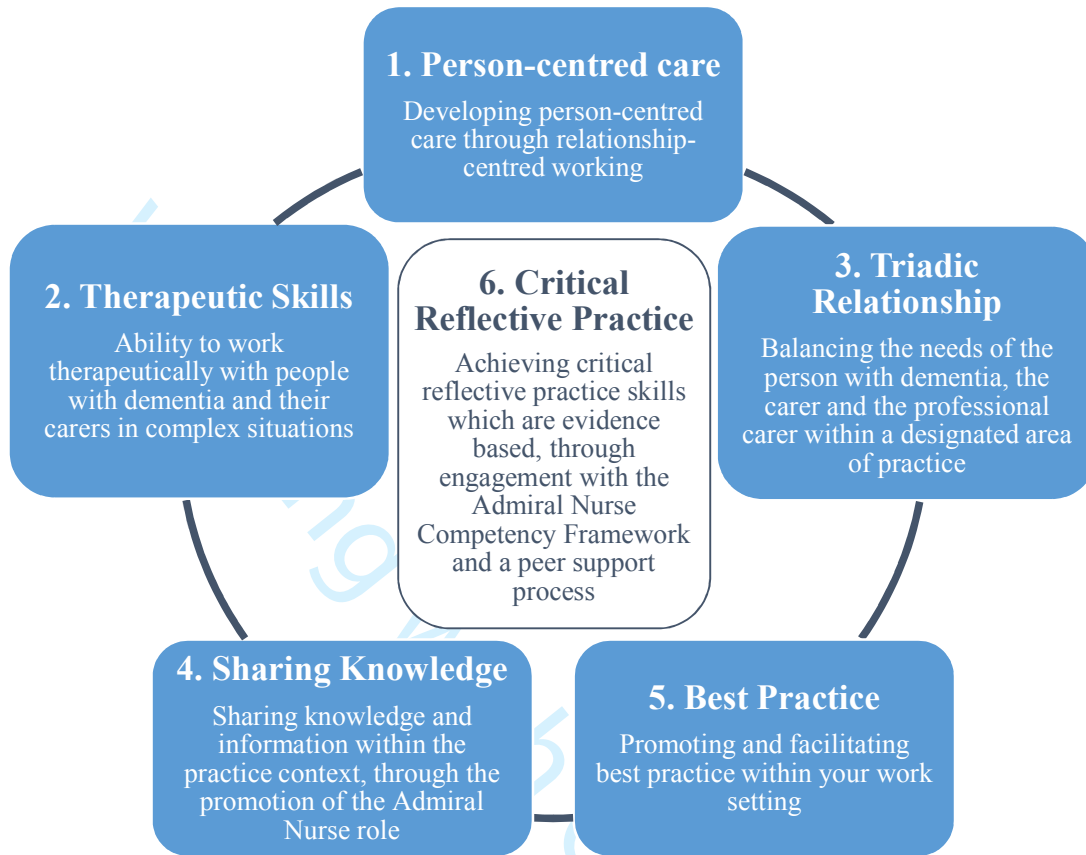 1. Person-centred care
Developing person-centred
care through relationship-
centred working
2. Therapeutic Skills
Ability to work
therapeutically with people
with dementia and their
carers in complex situations
6. Critical
Reflective Practice
Achieving critical
reflective practice skills
which are evidence
based, through
engagement with the
Admiral Nurse
Competency Framework
and a peer support
process
3. Triadic
Relationship
Balancing the needs of the
person with dementia, the
carer and the professional
carer within a designated area
of practice
4. Sharing Knowledge
Sharing knowledge and
information within the
practice context, through the
promotion of the Admiral
Nurse role
5. Best Practice
Promoting and facilitating
best practice within your work
setting